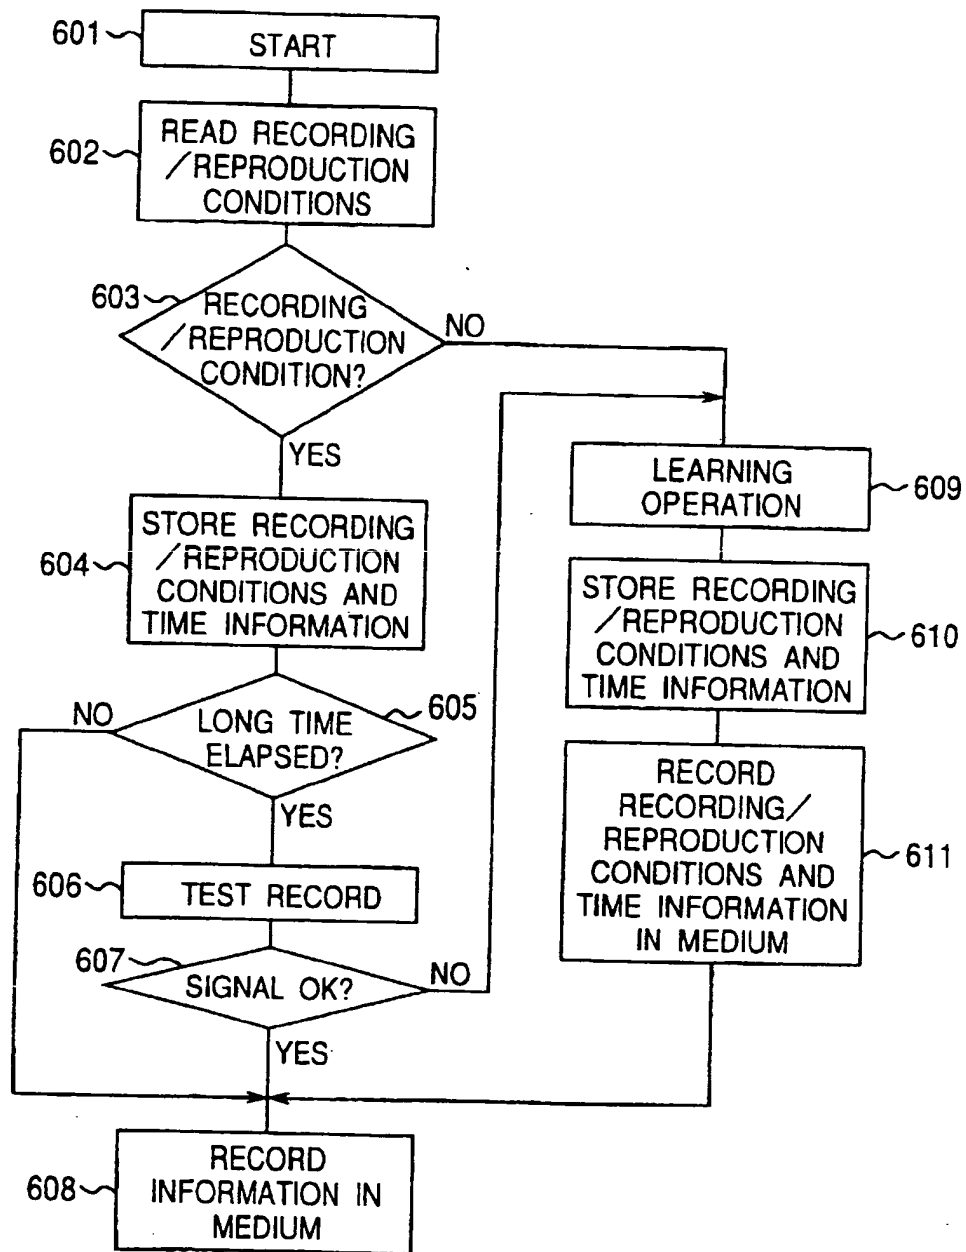 601
START
602
READ RECORDING
/REPRODUCTION
CONDITIONS
603
RECORDING
/REPRODUCTION
CONDITION?
NO
YES
604
STORE RECORDING
/REPRODUCTION
CONDITIONS AND
TIME INFORMATION
605
NO
LONG TIME
ELAPSED?
YES
606
TEST RECORD
607
SIGNAL OK?
NO
YES
608
RECORD
INFORMATION IN
MEDIUM
LEARNING
OPERATION
609
STORE RECORDING
/REPRODUCTION
CONDITIONS AND
TIME INFORMATION
610
RECORD
RECORDING/
REPRODUCTION
CONDITIONS AND
TIME INFORMATION
IN MEDIUM
611